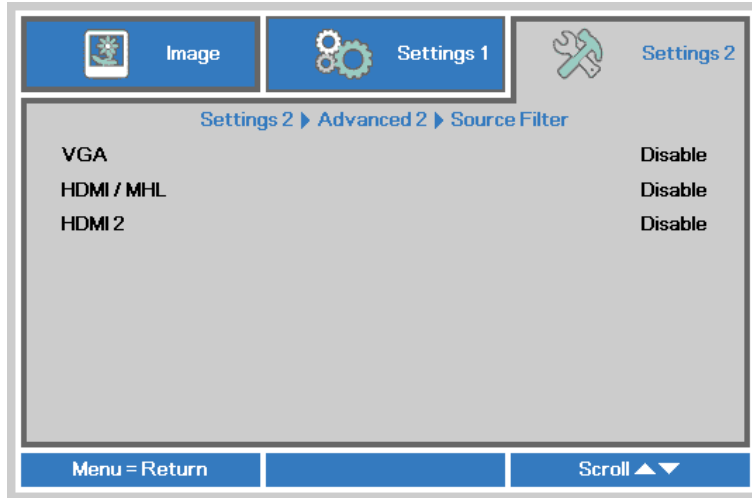 Image
Settings 1
Settings 2
Settings 2 ▶ Advanced 2 ▶ Source Filter
VGA Disable
HDMI / MHL Disable
HDMI 2 Disable
Menu = Return
Scroll ▲▼